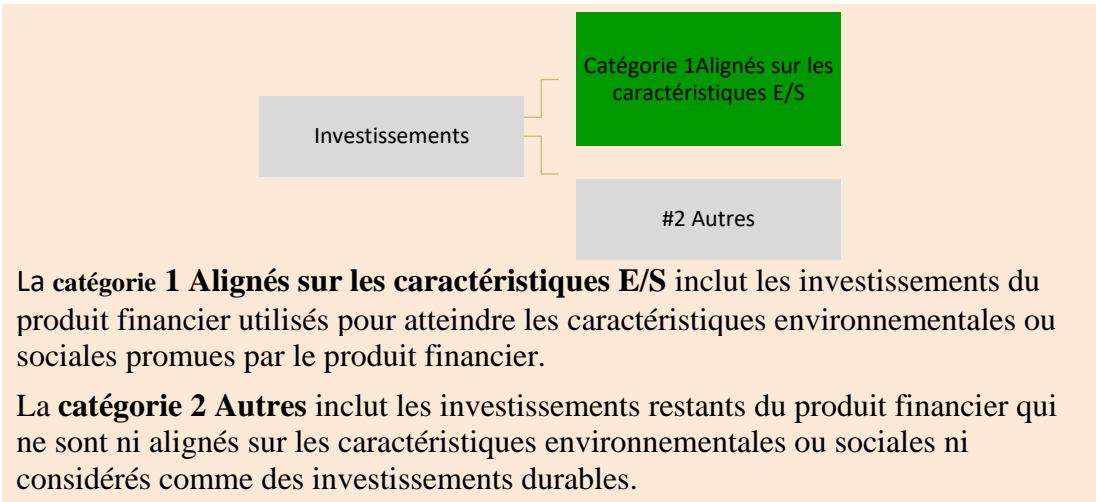 Catégorie 1Alignés sur les
caractéristiques E/S
Investissements
#2 Autres
La catégorie 1 Alignés sur les caractéristiques E/S inclut les investissements du
produit financier utilisés pour atteindre les caractéristiques environnementales ou
sociales promues par le produit financier.
La catégorie 2 Autres inclut les investissements restants du produit financier qui
ne sont ni alignés sur les caractéristiques environnementales ou sociales ni
considérés comme des investissements durables.